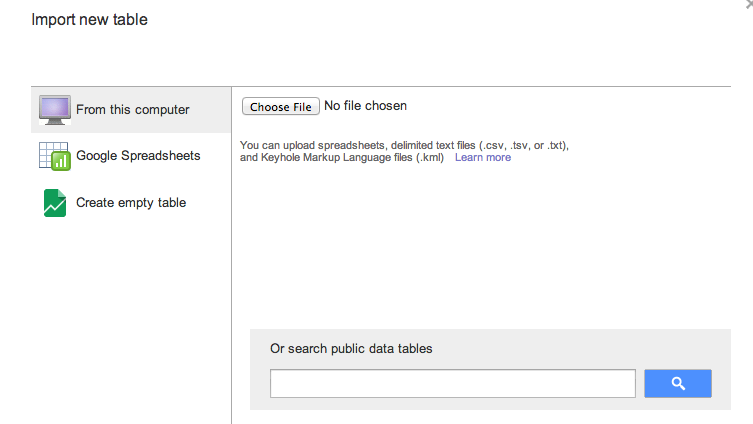 Import new table
From this computer
Google Spreadsheets
Create empty table
Choose File No file chosen
You can upload spreadsheets, delimited text files (.csv, .tsv, or .txt),
and Keyhole Markup Language files (.kml) Learn more
Or search public data tables